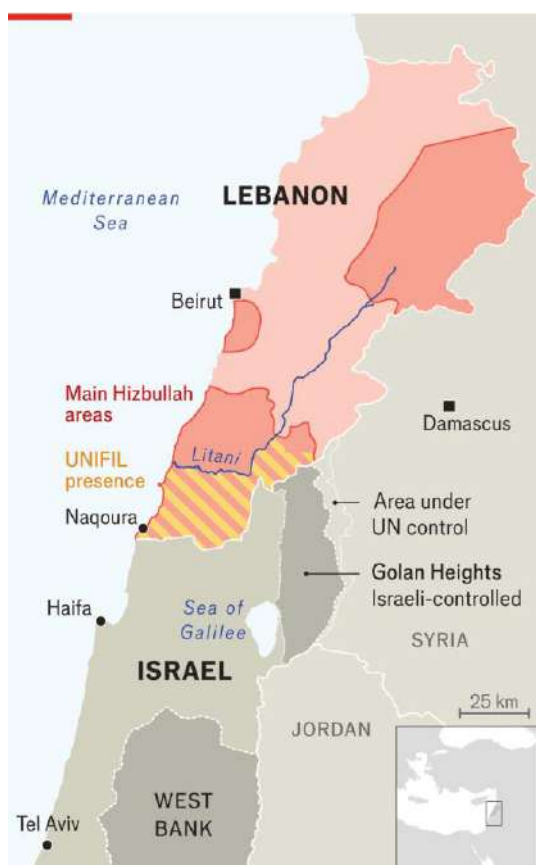 Mediterranean
Sea
LEBANON
Beirut
Main Hizbullah
areas
Litani
Damascus
UNIFIL
presence
Naqoura
Area under
UN control
Golan Heights
Israeli-controlled
Haifa
Sea of
Galilee
SYRIA
ISRAEL
25 km
JORDAN
WEST
BANK
Tel Aviv